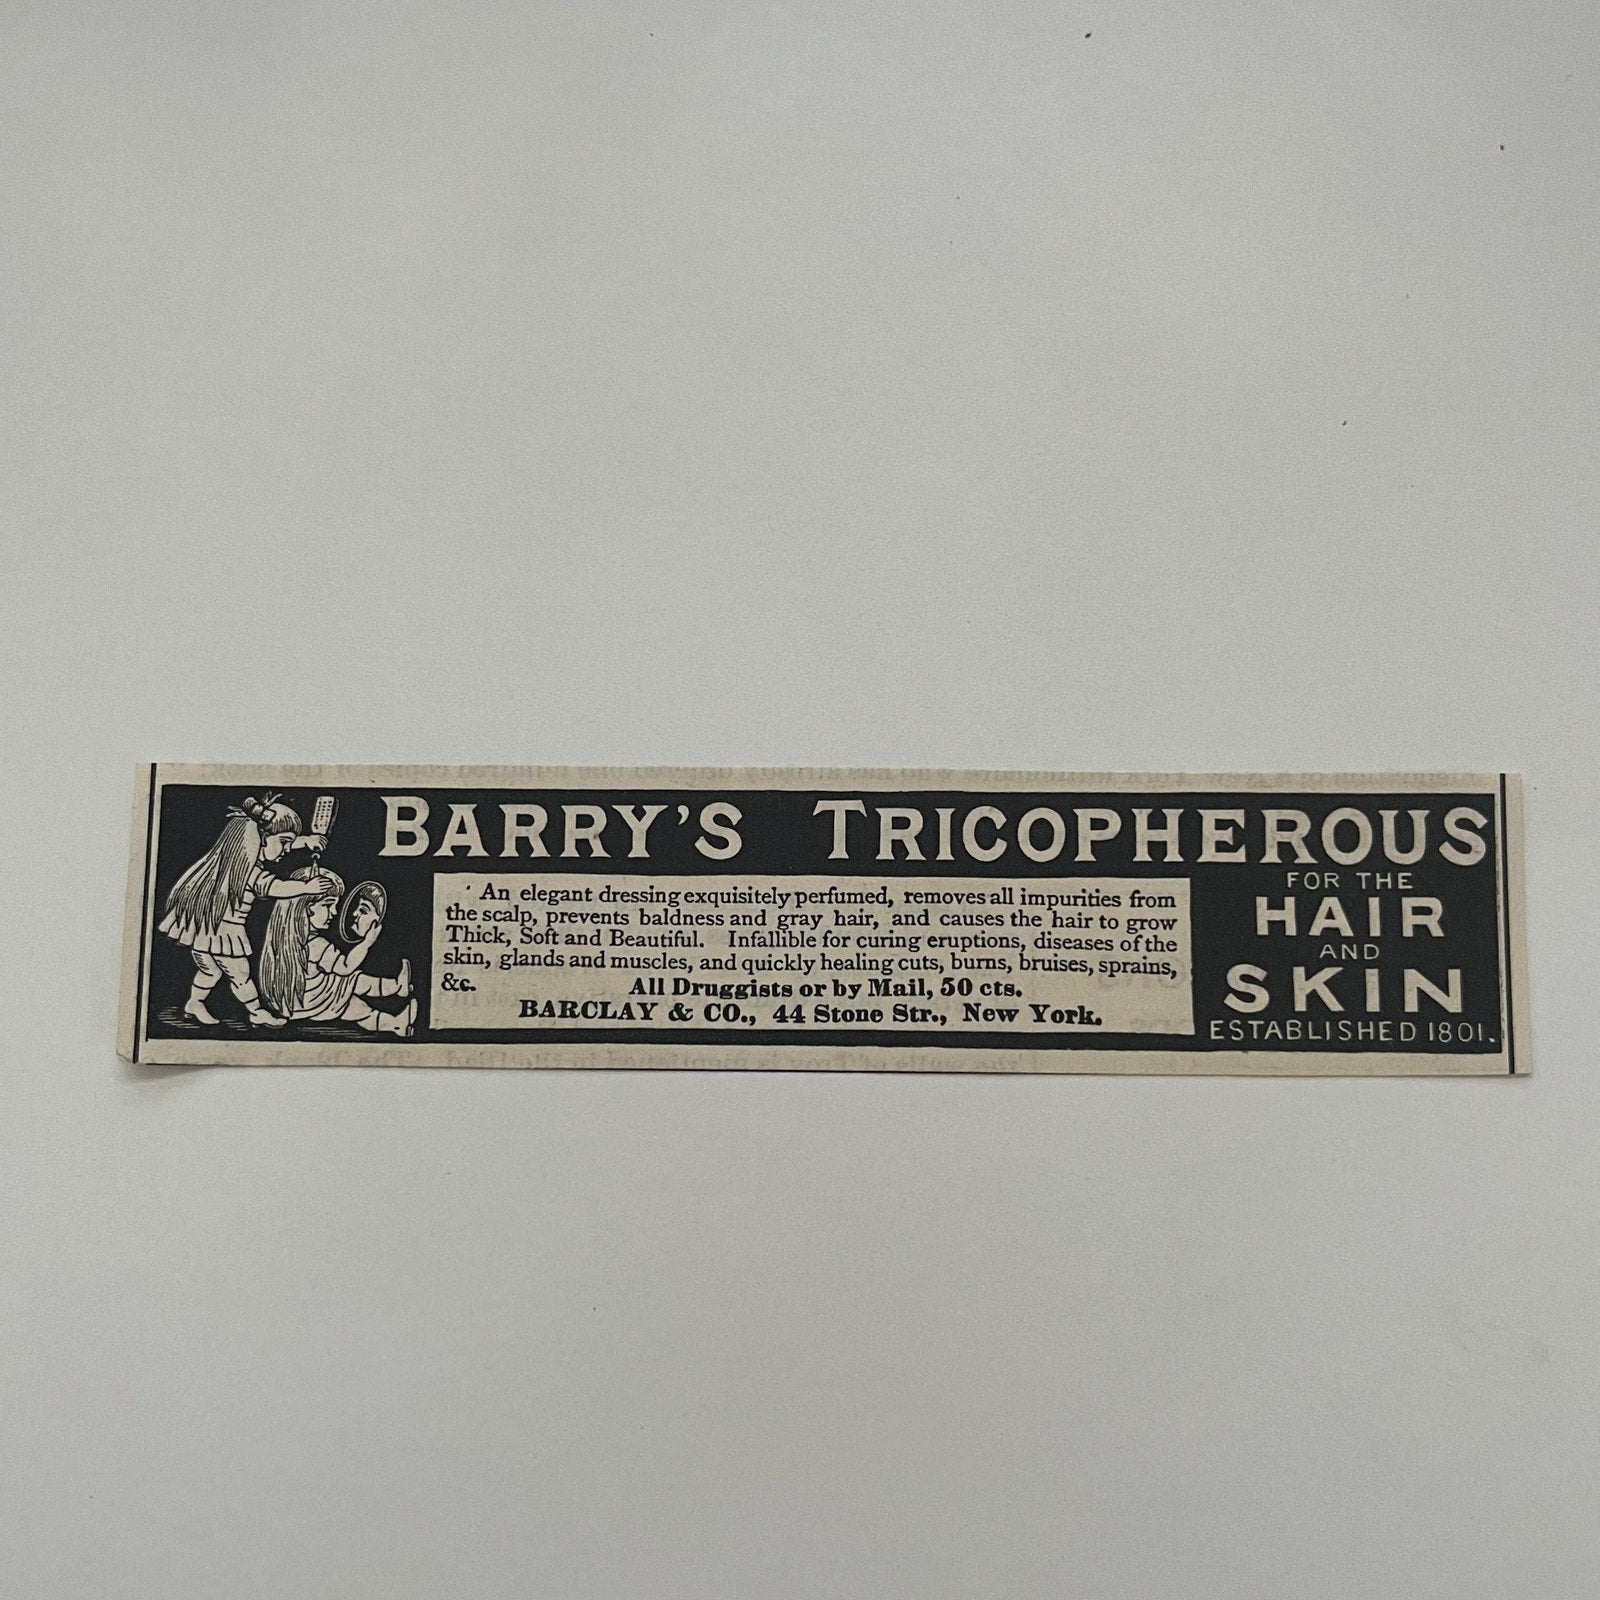 BARRY'S TRICOPHEROUS
An elegant dressing exquisitely perfumed, removes all impurities from
the scalp, prevents baldness and gray hair, and causes the hair to grow
Thick, Soft and Beautiful. Infallible for curing eruptions, diseases of the
skin, glands and muscles, and quickly healing cuts, burns, bruises, sprains,
&c. All Druggists or by Mail, 50 cts.
BARCLAY & CO., 44 Stone Str., New York.
FOR THE
HAIR
AND
SKIN
ESTABLISHED 1801.